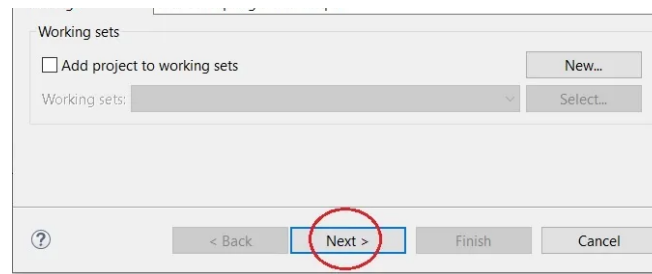 Working sets
Add project to working sets
New...
Working sets:
Select...
?
< Back
Next >
Finish
Cancel